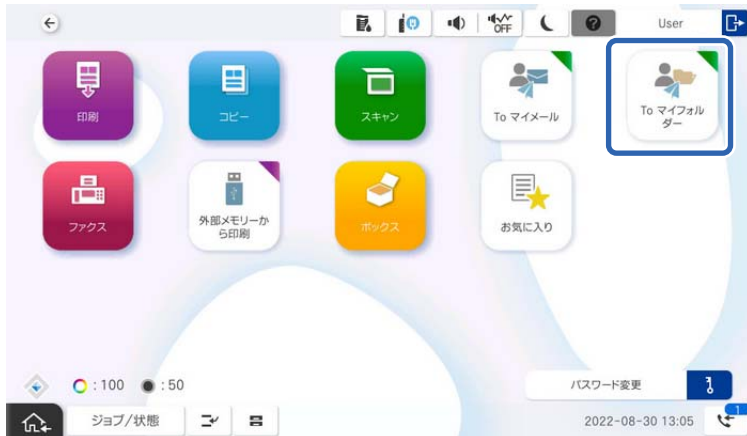 OFF
?
User
印刷
コピー
スキャン
To マイメール
To マイフォル
ダー
ファクス
外部メモリーか
ら印刷
ボックス
お気に入り
:100 :50
パスワード変更
ジョブ/状態
2022-08-30 13:05
1